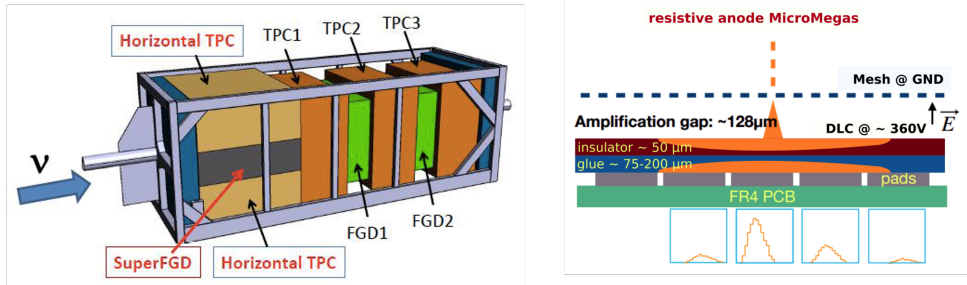 Horizontal TPC
TPC1
TPC2
TPC3
ν
FGD1
FGD2
SuperFGD
Horizontal TPC
resistive anode MicroMegas
Mesh @ GND
Amplification gap: ~128μm
DLC @ ~ 360V
E
insulator ~ 50 μm
glue ~ 75-200 μm
pads
FR4 PCB